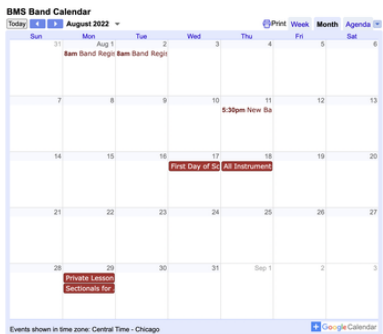 BMS Band Calendar
Today August 2022 Print Week Month Agenda
Sun Mon Tue Wed Thu Fri Sat
31 Aug 1 2 3 4 5 6
8am Band Regis 8am Band Regis
7 8 9 10 11 12 13
5:30pm New Ba
14 15 16 17 18 19 20
First Day of Sc All Instrument
21 22 23 24 25 26 27
28 29 30 31 Sep 1 2 3
Private Lesson
Sectionals for
Events shown in time zone: Central Time - Chicago
Google Calendar